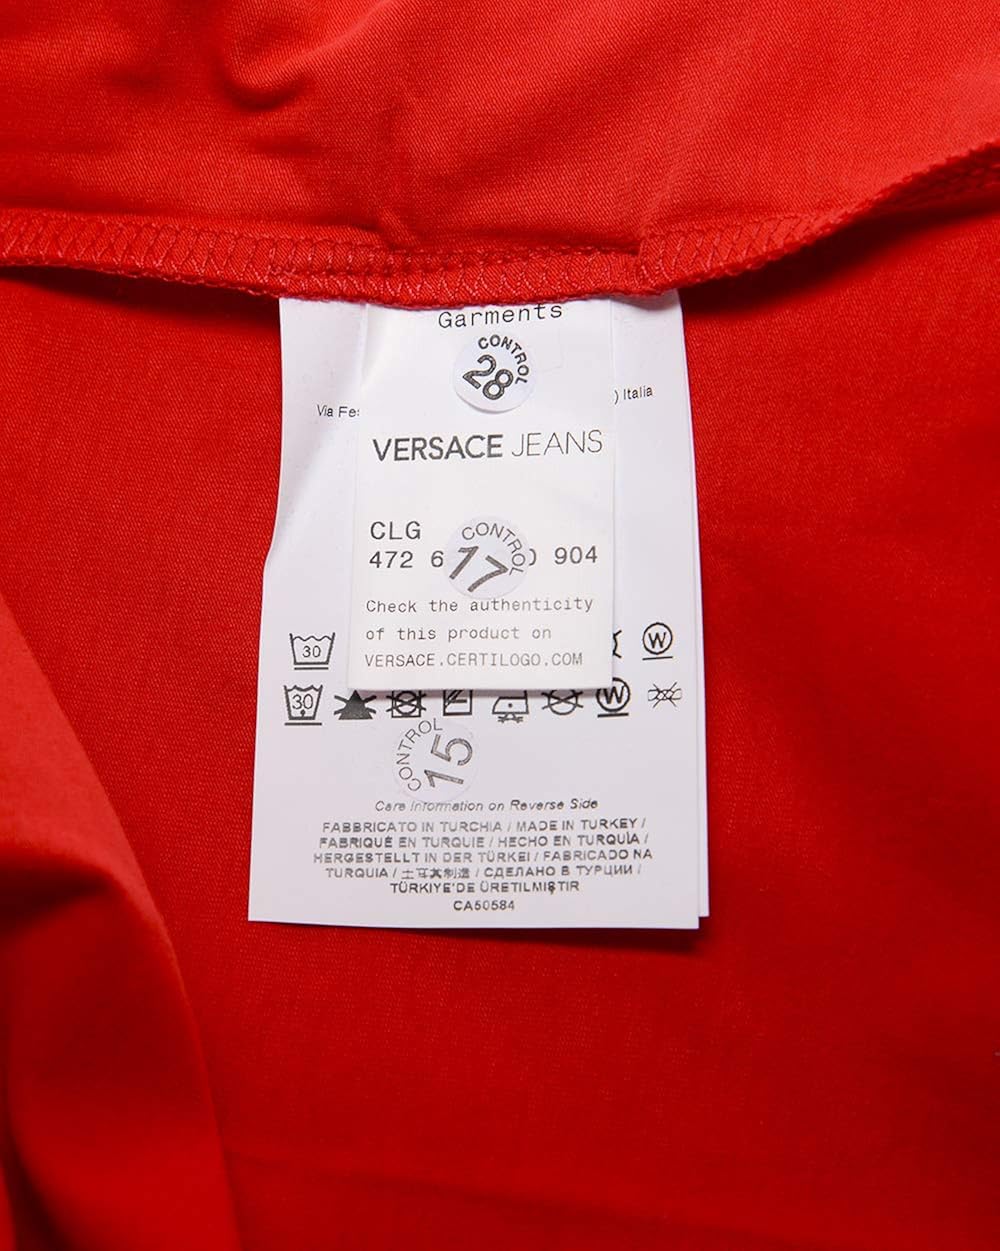 Garments
CONTROL
28
Via Fes
) Italia
VERSACE JEANS
CLG
472 6
0 904
CONTROL
17
Check the authenticity
of this product on
VERSACE.CERTILOGO.COM
30
W
30
W
CONTROL
15
Care Information on Reverse Side
FABBRICATO IN TURCHIA / MADE IN TURKEY /
FABRIQUÉ EN TURQUIE / HECHO EN TURQUÌA /
HERGESTELLT IN DER TÜRKEI / FABRICADO NA
TURQUIA / 土耳其制造 / СДЕЛАНО В ТУРЦИИ /
TÜRKIYE'DE ÜRETILMIŞTIR
CA50584